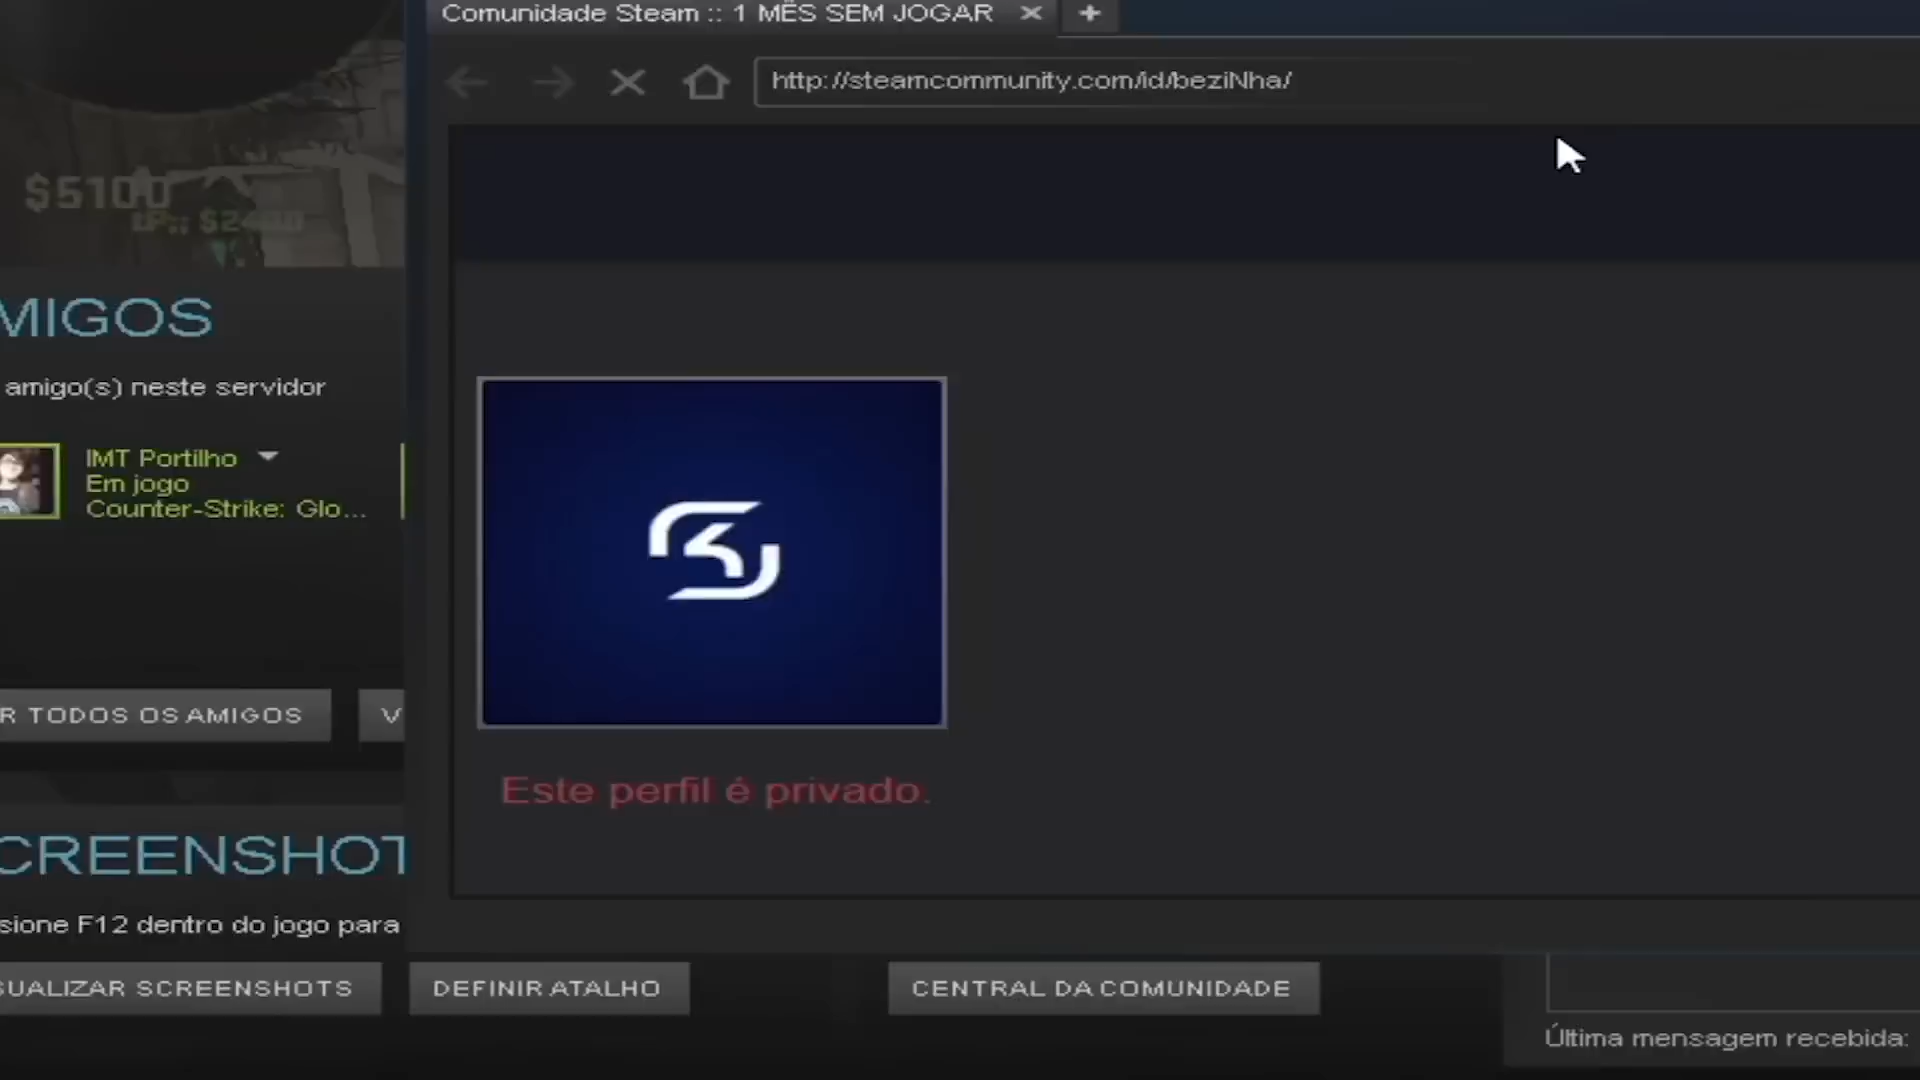 Comunidade Steam :: 1 MÊS SEM JOGAR
http://steamcommunity.com/id/beziNha/
$5100
MIGOS
amigo(s) neste servidor
IMT Portilho
Em jogo
Counter-Strike: Glo...
R TODOS OS AMIGOS
V
Este perfil é privado.
CREENSHOT
sione F12 dentro do jogo para
SUALIZAR SCREENSHOTS
DEFINIR ATALHO
CENTRAL DA COMUNIDADE
Última mensagem recebida: